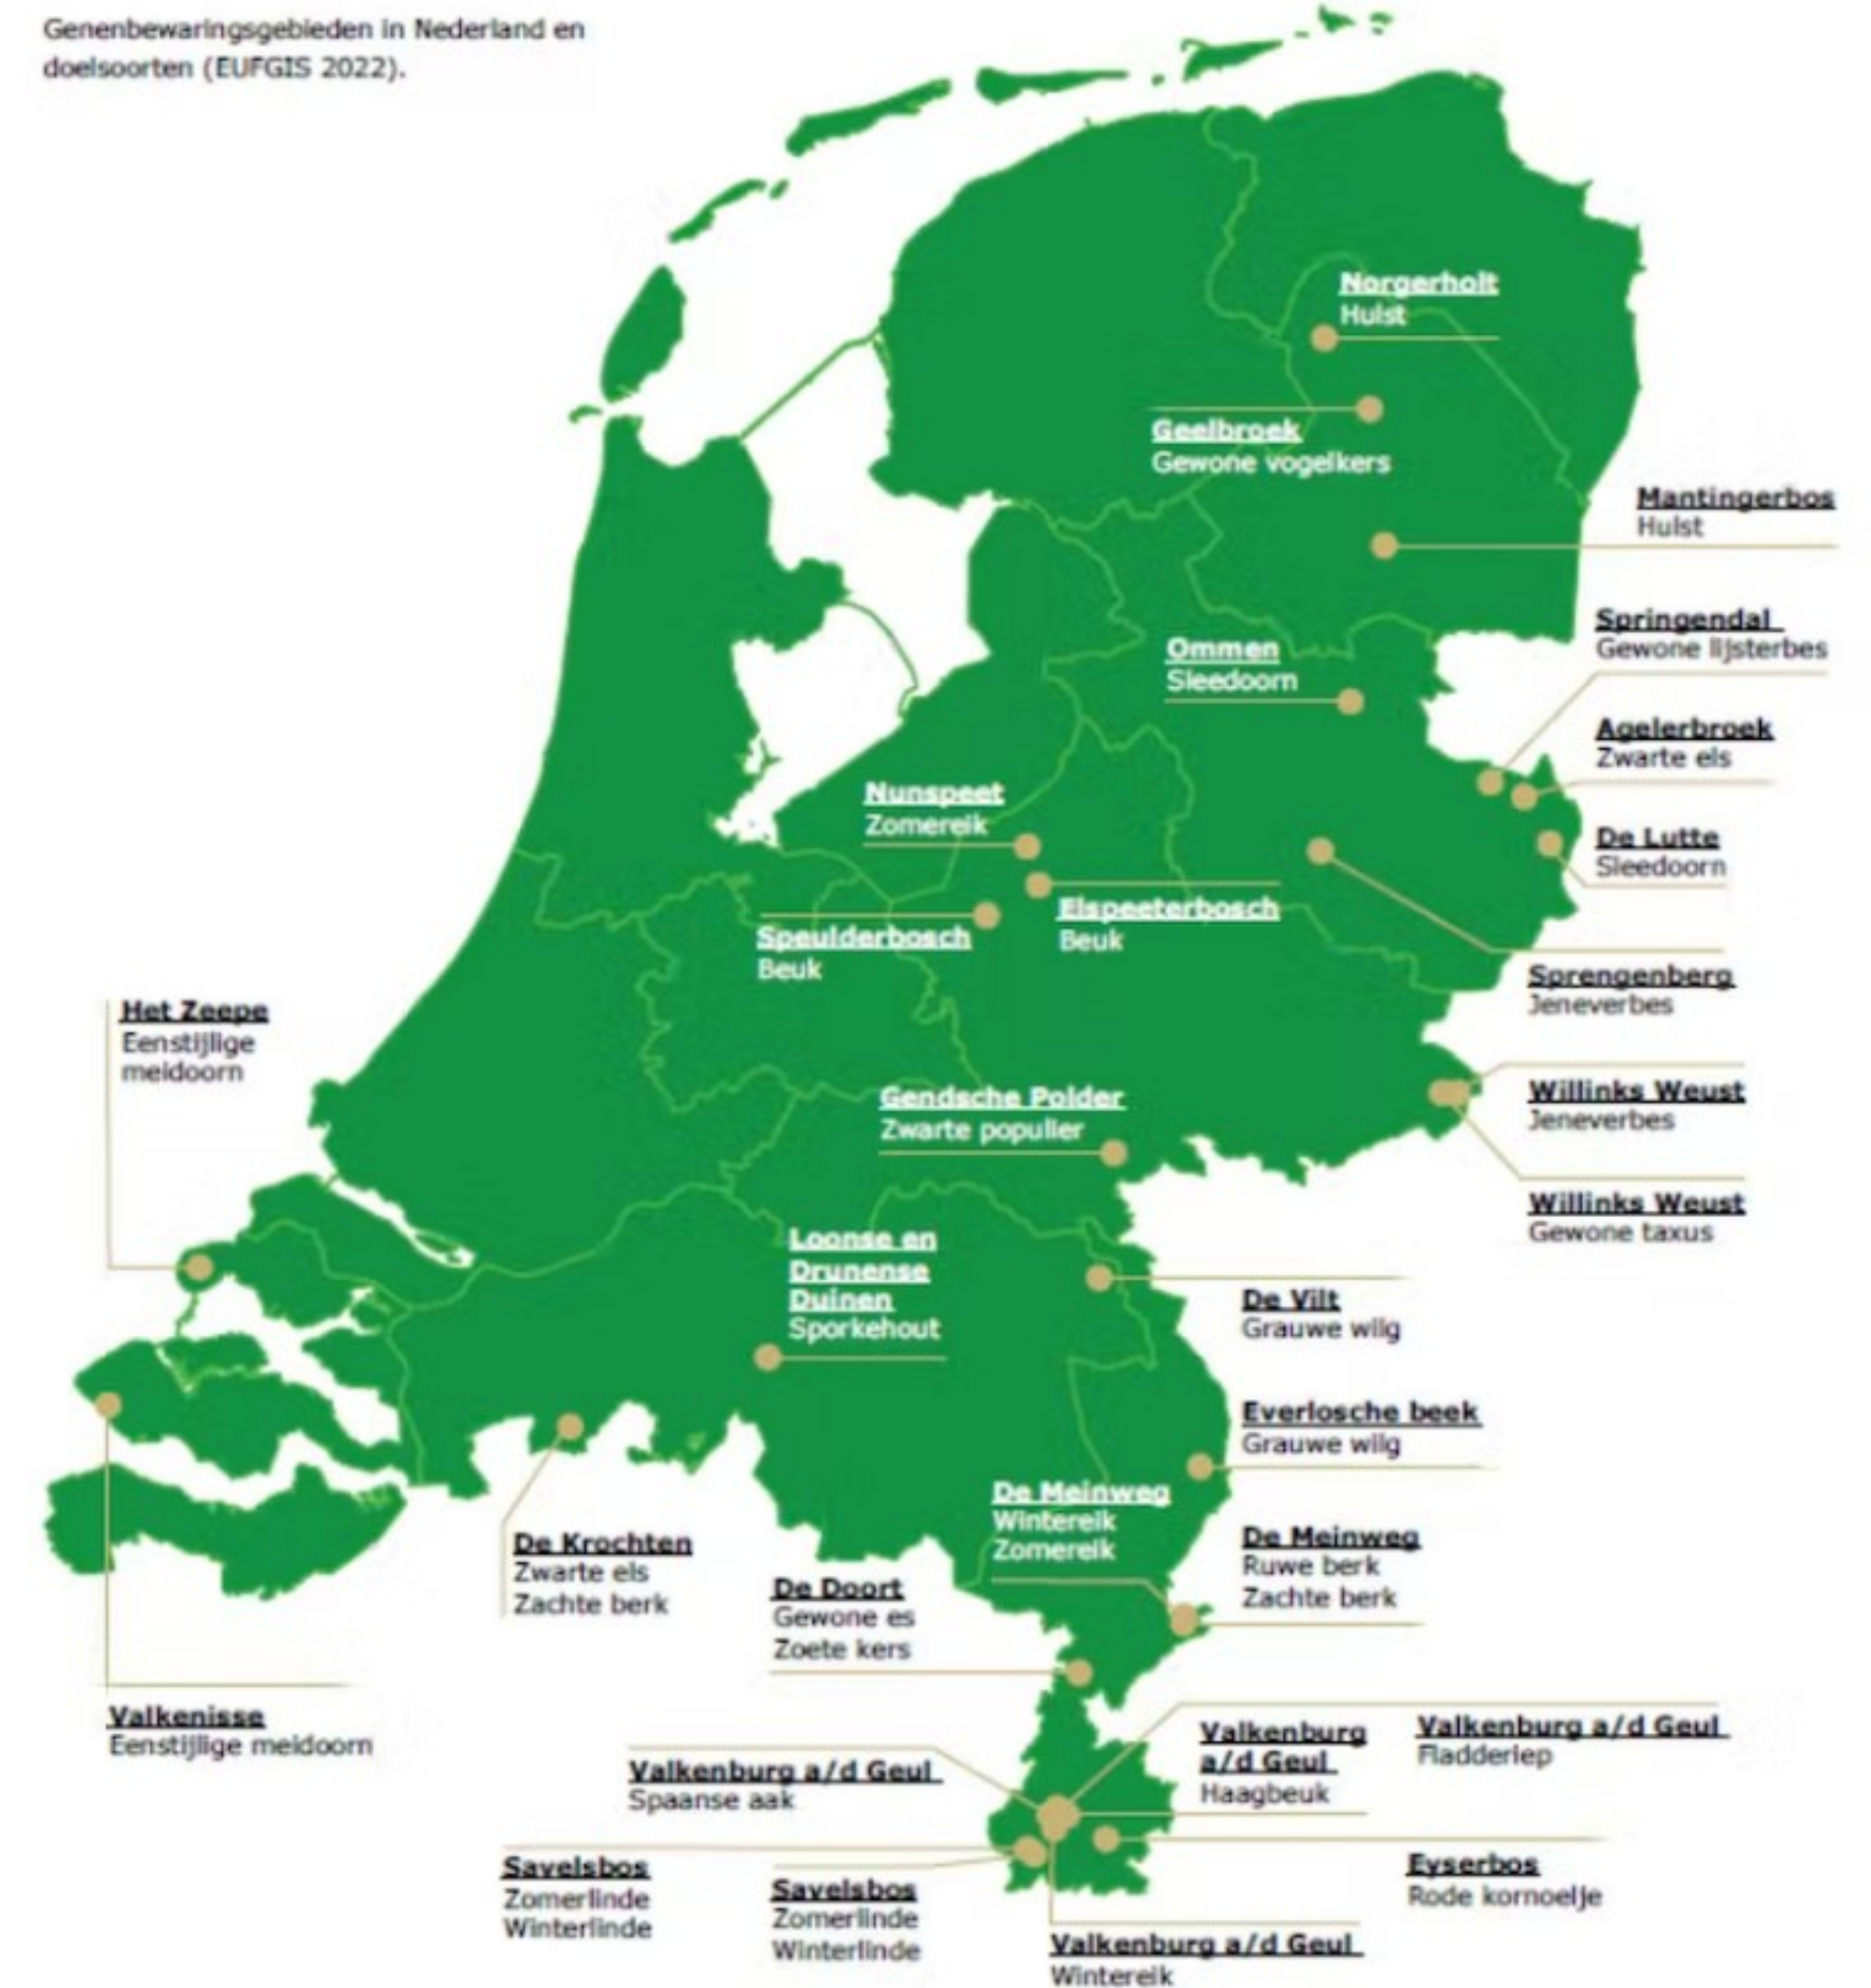 Genenbewaringsgebieden in Nederland en
doelsoorten (EUFGIS 2022).
Norgerholt
Hulst
Geelbroek
Gewone vogelkers
Mantingerbos
Hulst
Springendal
Gewone lijsterbes
Ommen
Sleedoorn
Agelerbroek
Zwarte els
Nunspeet
Zomereik
De Lutte
Sleedoorn
Elspeeterbosch
Beuk
Speulderbosch
Beuk
Sprengenberg
Jeneverbes
Het Zeepe
Eenstijlige
meidoorn
Willinks Weust
Jeneverbes
Gendsche Polder
Zwarte populier
Willinks Weust
Gewone taxus
Loonse en
Drunense
Duinen
Sporkehout
De Vilt
Grauwe wilg
Everlosche beek
Grauwe wilg
De Meinweg
Wintereik
Zomereik
De Meinweg
Ruwe berk
Zachte berk
De Krochten
Zwarte els
Zachte berk
De Doort
Gewone es
Zoete kers
Valkenisse
Eenstijlige meidoorn
Valkenburg a/d Geul
Spaanse aak
Valkenburg
a/d Geul
Haagbeuk
Valkenburg a/d Geul
Fladderiep
Savelsbos
Zomerlinde
Winterlinde
Savelsbos
Zomerlinde
Winterlinde
Eyserbos
Rode kornoelje
Valkenburg a/d Geul
Wintereik